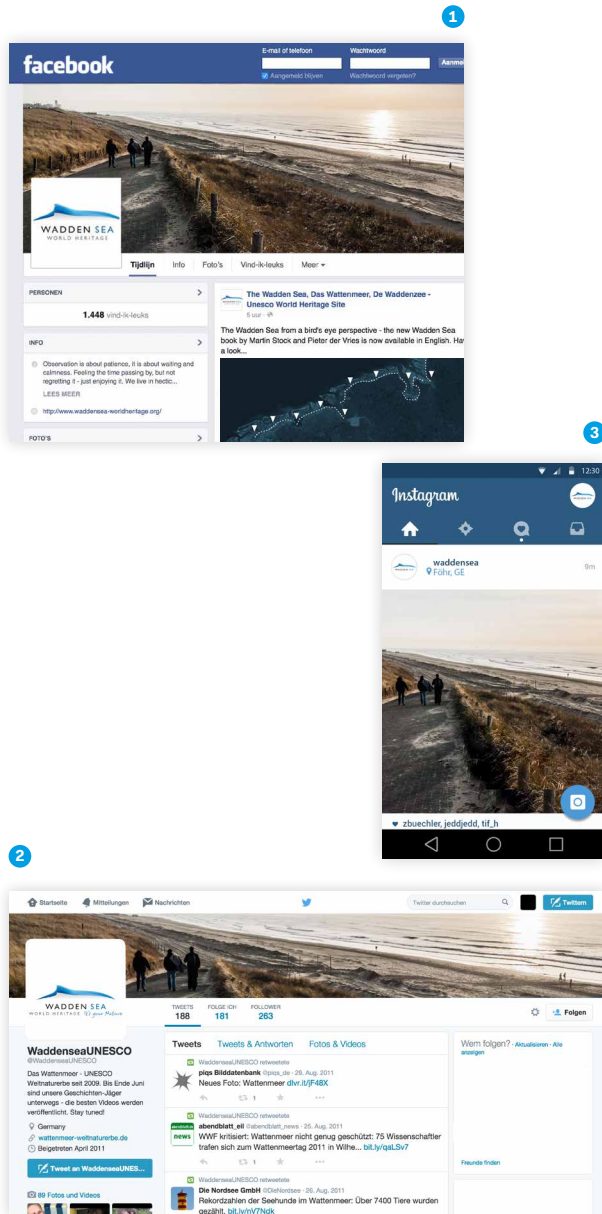 1
facebook
E-mail of telefoon
Wachtwoord
Aangemeld blijven
Wachtwoord vergeten?
WADDEN SEA
WORLD HERITAGE
Tijdlijn Info Foto's Vind-ik-leuks Meer
PERSONEN
1.448 vind-ik-leuks
INFO
Observation is about patience, it is about waiting and
calmness. Feeling the time passing by, but not
regretting it - just enjoying it. We live in hectic...
LEES MEER
http://www.waddensea-worldheritage.org/
FOTO'S
The Wadden Sea, Das Wattenmeer, De Waddenzee -
Unesco World Heritage Site
5 uur
The Wadden Sea from a bird's eye perspective - the new Wadden Sea
book by Martin Stock and Pieter der Vries is now available in English.
a look...
3
12:30
Instagram
waddensea
Föhr, GE
9m
zbuechler, jeddjedd, tif_h
2
Startseite Mitteilungen Nachrichten
Twitter durchsuchen
Twittern
WADDEN SEA
WORLD HERITAGE It's your Nature
TWEETS FOLGE ICH FOLLOWER
188 181 263
Folgen
WaddenseaUNESCO
@WaddenseaUNESCO
Das Wattenmeer - UNESCO
Weltnaturerbe seit 2009. Bis Ende Juni
sind unsere Geschichten-Jäger
unterwegs - die besten Videos werden
veröffentlicht. Stay tuned!
Germany
wattenmeer-weltnaturerbe.de
Beigetreten April 2011
Tweet an WaddenseaUNES...
89 Fotos und Videos
Tweets Tweets & Antworten Fotos & Videos
WaddenseaUNESCO retweetete
piqs Bilddatenbank @piqs_de · 29. Aug. 2011
Neues Foto: Wattenmeer dlvr.it/jF48X
1
WaddenseaUNESCO retweetete
abendblatt_eil @abendblatt_news · 25. Aug. 2011
news
WWF kritisiert: Wattenmeer nicht genug geschützt: 75 Wissenschaftler
trafen sich zum Wattenmeertag 2011 in Wilhe... bit.ly/qaLSv7
1
WaddenseaUNESCO retweetete
Die Nordsee GmbH @DieNordsee · 26. Aug. 2011
Rekordzahlen der Seehunde im Wattenmeer: Über 7400 Tiere wurden
gezählt. bit.ly/nV7Ndk
Wem folgen? · Aktualisieren · Alle
anzeigen
Freunde finden